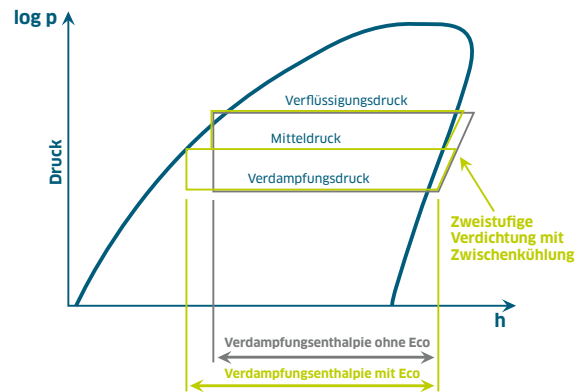 log p
Verflüssigungsdruck
Mitteldruck
Verdampfungsdruck
Druck
Zweistufige
Verdichtung mit
Zwischenkühlung
h
Verdampfungsenthalpie ohne Eco
Verdampfungsenthalpie mit Eco